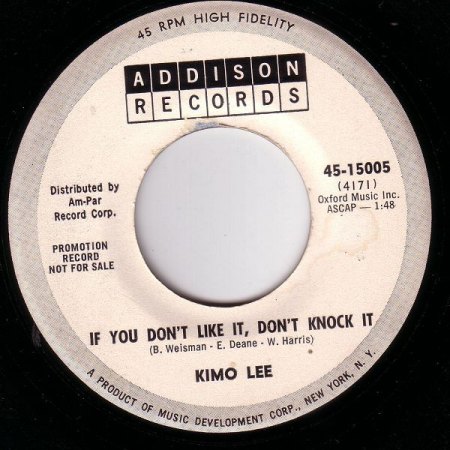 45 RPM HIGH FIDELITY
ADDISON
RECORDS
45-15005
(4171)
Oxford Music Inc.
ASCAP — 1:48
Distributed by
Am-Par
Record Corp.
PROMOTION
RECORD
NOT FOR SALE
IF YOU DON'T LIKE IT, DON'T KNOCK IT
(B. Weisman - E. Deane - W. Harris)
KIMO LEE
A PRODUCT OF MUSIC DEVELOPMENT CORP., NEW YORK, N. Y.